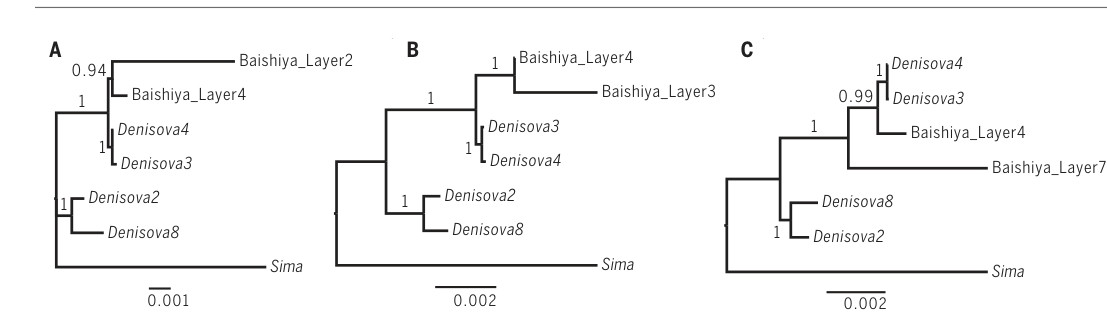 A
Baishiya_Layer2
0.94
Baishiya_Layer4
1
Denisova4
1
Denisova3
Denisova2
1
Denisova8
Sima
0.001
B
Baishiya_Layer4
1
Baishiya_Layer3
1
Denisova3
1
Denisova4
Denisova2
1
Denisova8
Sima
0.002
C
Denisova4
1
Denisova3
0.99
Baishiya_Layer4
1
Baishiya_Layer7
Denisova8
1
Denisova2
Sima
0.002